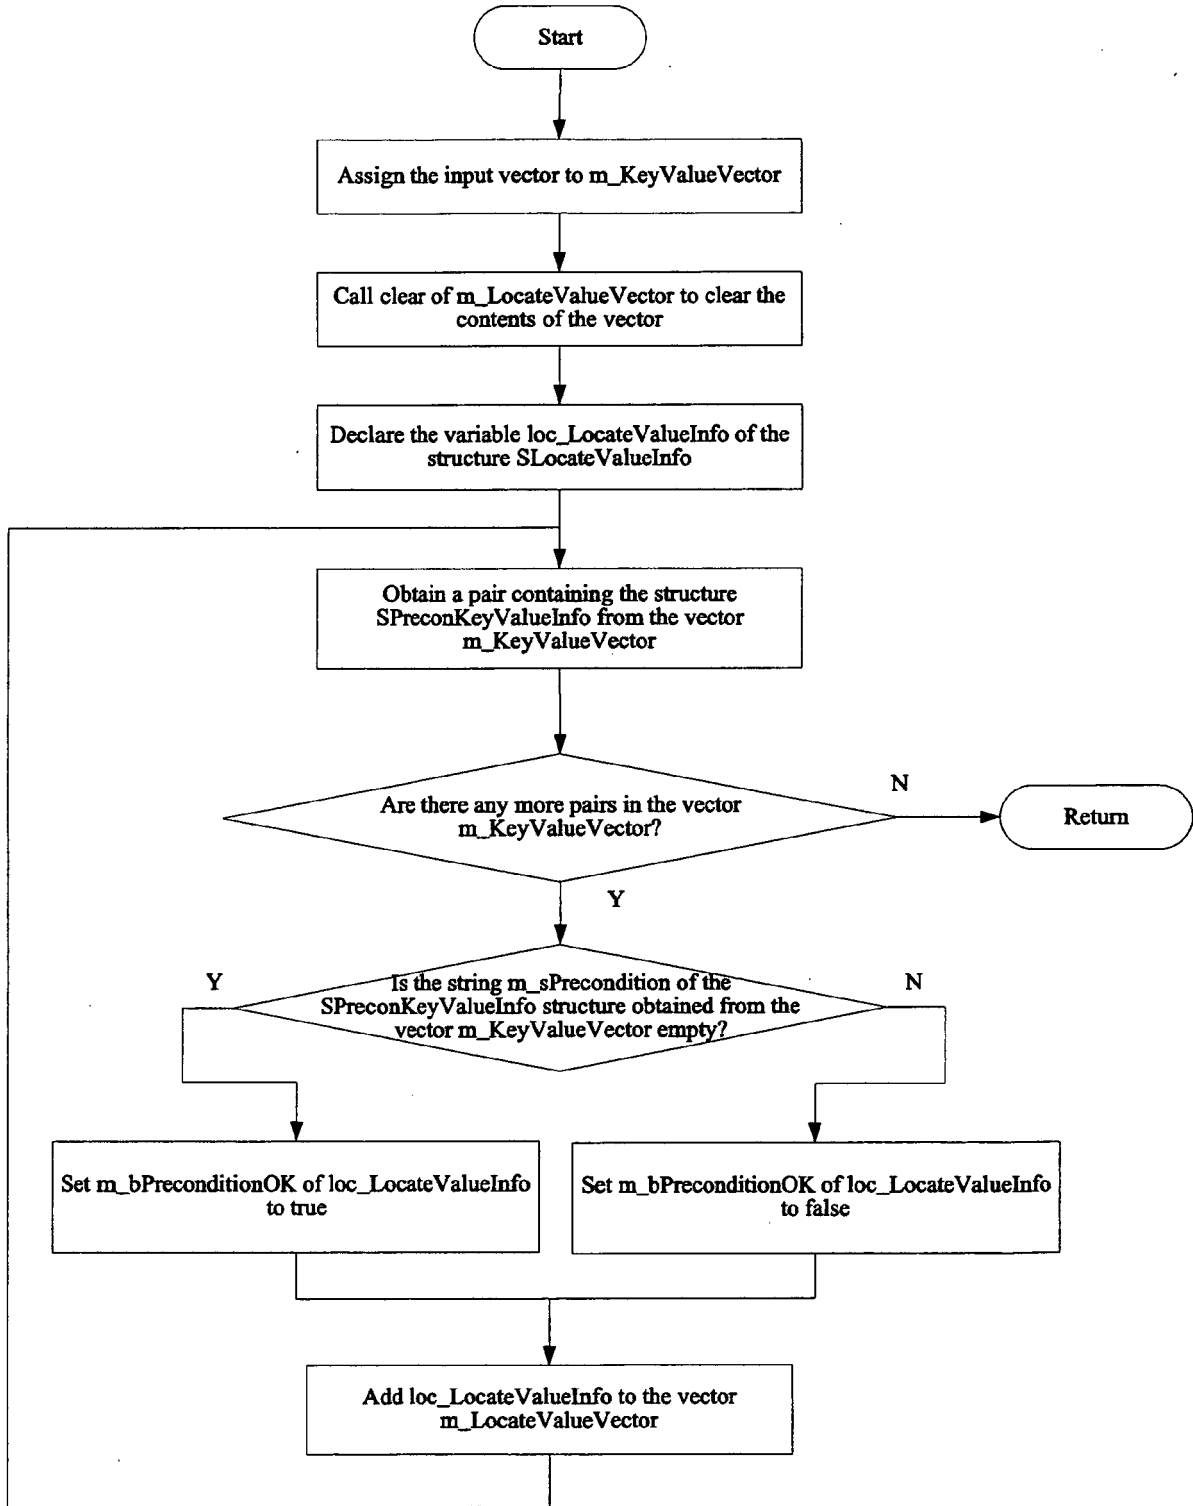 Start
Assign the input vector to m_KeyValueVector
Call clear of m_LocateValueVector to clear the
contents of the vector
Declare the variable loc_LocateValueInfo of the
structure SLocateValueInfo
Obtain a pair containing the structure
SPreconKeyValueInfo from the vector
m_KeyValueVector
Are there any more pairs in the vector
m_KeyValueVector?
N
Return
Y
Is the string m_sPrecondition of the
SPreconKeyValueInfo structure obtained from the
vector m_KeyValueVector empty?
Y
N
Set m_bPreconditionOK of loc_LocateValueInfo
to true
Set m_bPreconditionOK of loc_LocateValueInfo
to false
Add loc_LocateValueInfo to the vector
m_LocateValueVector